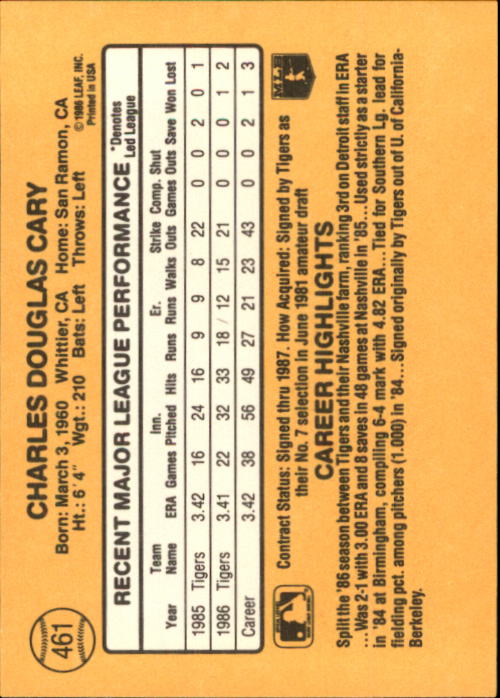 461
CHARLES DOUGLAS CARY
Born: March 3, 1960 Whittier, CA Home: San Ramon, CA
Ht.: 6'4" Wgt.: 210 Bats: Left Throws: Left
© 1986 LEAF, INC.
Printed in USA
RECENT MAJOR LEAGUE PERFORMANCE *Denotes Led League
Year Team Name ERA Games Inn. Pitched Hits Runs Er. Runs Walks Strike Outs Comp. Games Shut Outs Save Won Lost
1985 Tigers 3.42 16 24 16 9 9 8 22 0 0 2 0 1
1986 Tigers 3.41 22 32 33 18 12 15 21 0 0 0 1 2
Career 3.42 38 56 49 27 21 23 43 0 0 2 1 3
Contract Status: Signed thru 1987. How Acquired: Signed by Tigers as
their No. 7 selection in June 1981 amateur draft
MLB
CAREER HIGHLIGHTS
Split the '86 season between Tigers and their Nashville farm, ranking 3rd on Detroit staff in ERA
... Was 2-1 with 3.00 ERA and 8 saves in 48 games at Nashville in '85... Used strictly as a starter
in '84 at Birmingham, compiling 6-4 mark with 4.82 ERA... Tied for Southern Lg. lead for
fielding pct. among pitchers (1.000) in '84... Signed originally by Tigers out of U. of California-
Berkeley.